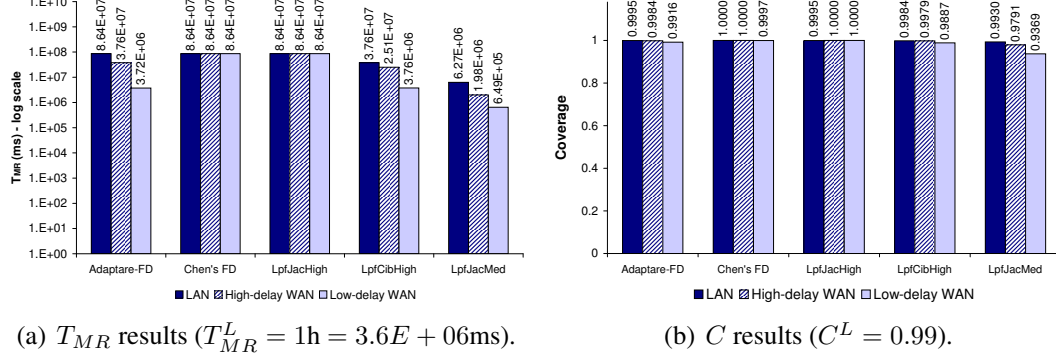 1.E+10
1.E+09
1.E+08
1.E+07
1.E+06
1.E+05
1.E+04
1.E+03
1.E+02
1.E+01
1.E+00
TMR (ms) - log scale
8.64E+07
3.76E+07
3.72E+06
8.64E+07
8.64E+07
8.64E+07
8.64E+07
8.64E+07
8.64E+07
3.76E+07
2.51E+07
3.76E+06
6.27E+06
1.98E+06
6.49E+05
Adaptare-FD Chen's FD LpfJacHigh LpfCibHigh LpfJacMed
LAN High-delay WAN Low-delay WAN
(a) T_MR results (T^L_MR = 1h = 3.6E + 06ms).
1
0.8
0.6
0.4
0.2
0
Coverage
0.9995
0.9984
0.9916
1.0000
1.0000
0.9997
0.9995
1.0000
1.0000
0.9984
0.9979
0.9887
0.9930
0.9791
0.9369
Adaptare-FD Chen's FD LpfJacHigh LpfCibHigh LpfJacMed
LAN High-delay WAN Low-delay WAN
(b) C results (C^L = 0.99).